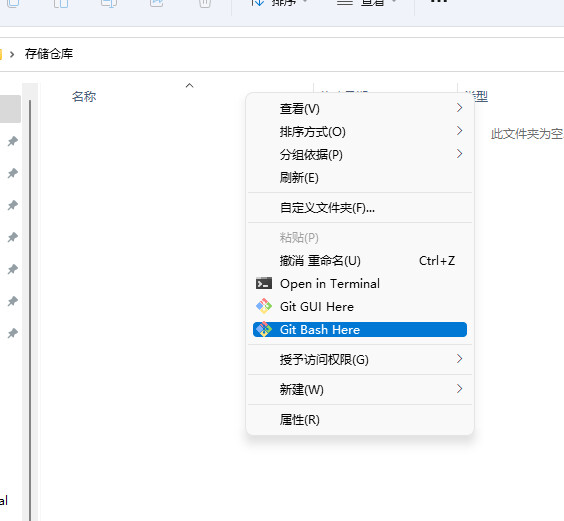 排序
查看
存储仓库
名称
类型
此文件夹为空
查看(V)
排序方式(O)
分组依据(P)
刷新(E)
自定义文件夹(F)...
粘贴(P)
撤消 重命名(U) Ctrl+Z
Open in Terminal
Git GUI Here
Git Bash Here
授予访问权限(G)
新建(W)
属性(R)
al